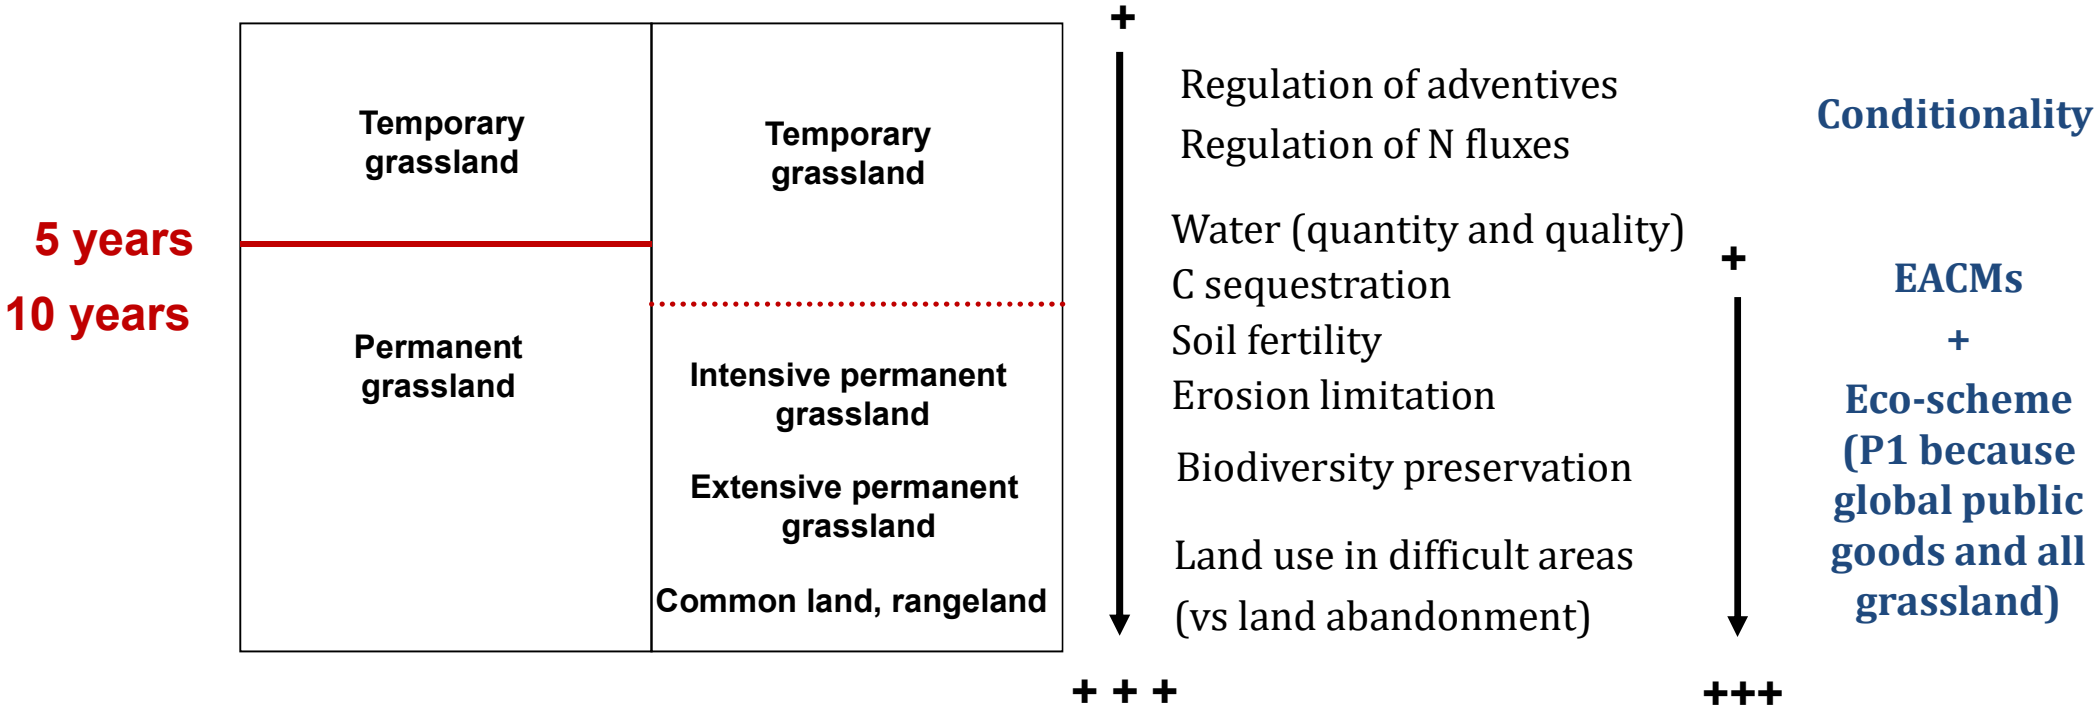 5 years
10 years
Temporary
grassland
Permanent
grassland
Temporary
grassland
Intensive permanent
grassland
Extensive permanent
grassland
Common land, rangeland
+
+ + +
Regulation of adventives
Regulation of N fluxes
Water (quantity and quality)
C sequestration
Soil fertility
Erosion limitation
Biodiversity preservation
Land use in difficult areas
(vs land abandonment)
+
+++
Conditionality
EACMs
+
Eco-scheme
(P1 because
global public
goods and all
grassland)